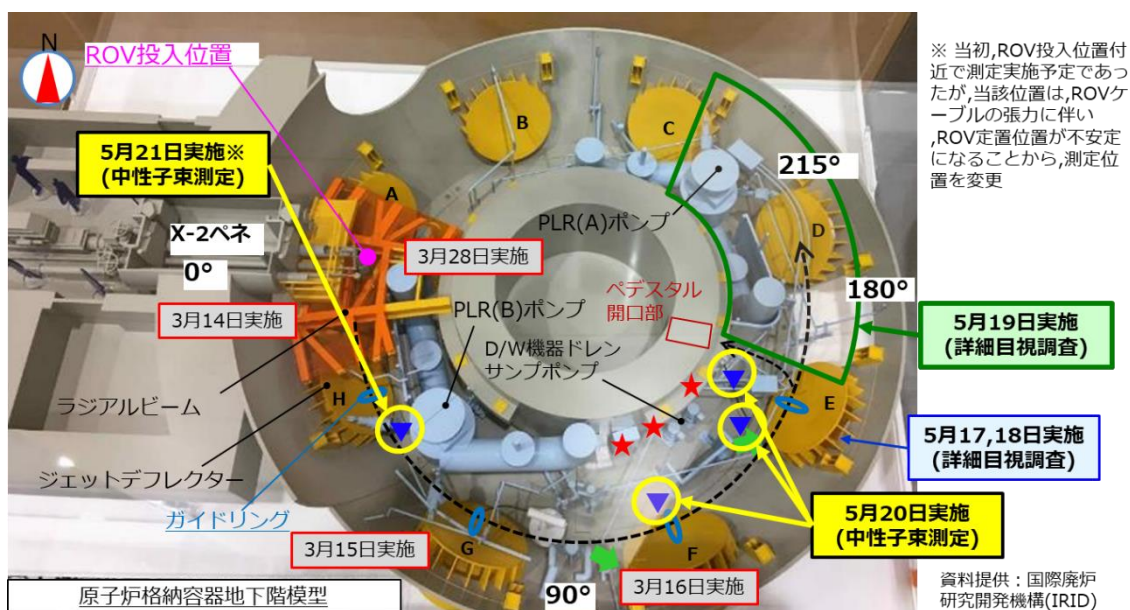 N
ROV投入位置
5月21日実施※
(中性子束測定)
X-2ペネ
0°
3月14日実施
3月28日実施
A
B
C
D
E
F
G
H
PLR(A)ポンプ
215°
180°
PLR(B)ポンプ
ペデスタル
開口部
D/W機器ドレン
サンプポンプ
ラジアルビーム
ジェットデフレクター
ガイドリング
3月15日実施
90°
3月16日実施
原子炉格納容器地下階模型
※ 当初,ROV投入位置付
近で測定実施予定であっ
たが,当該位置は,ROVケ
ーブルの張力に伴い
,ROV定置位置が不安定
になることから,測定位
置を変更
5月19日実施
(詳細目視調査)
5月17,18日実施
(詳細目視調査)
5月20日実施
(中性子束測定)
資料提供：国際廃炉
研究開発機構(IRID)